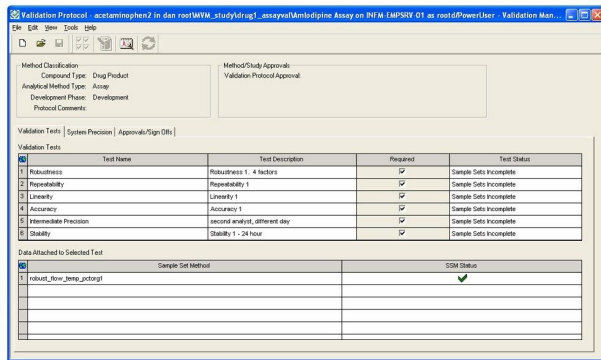 Validation Protocol - acetaminophen2 in dan root\MVM_study\drug1_assayval\Amlodipine Assay on INFM-EMPSRV-01 as rootd/PowerUser - Validation Man...
File Edit View Tools Help
Method Classification
Compound Type: Drug Product
Analytical Method Type: Assay
Development Phase: Development
Protocol Comments:
Method/Study Approvals
Validation Protocol Approval:
Validation Tests System Precision Approvals/Sign Offs
Validation Tests
Test Name Test Description Required Test Status
1 Robustness Robustness 1. 4 factors Sample Sets Incomplete
2 Repeatability Repeatability 1 Sample Sets Incomplete
3 Linearity Linearity 1 Sample Sets Incomplete
4 Accuracy Accuracy 1 Sample Sets Incomplete
5 Intermediate Precision second analyst, different day Sample Sets Incomplete
6 Stability Stability 1 - 24 hour Sample Sets Incomplete
Data Attached to Selected Test
Sample Set Method SSM Status
1 robust_flow_temp_pctorg1